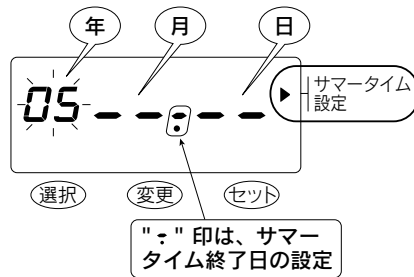 年 月 日
05 - - - - -
サマータイム
設定
選択 変更 セット
"÷" 印は、サマー
タイム終了日の設定